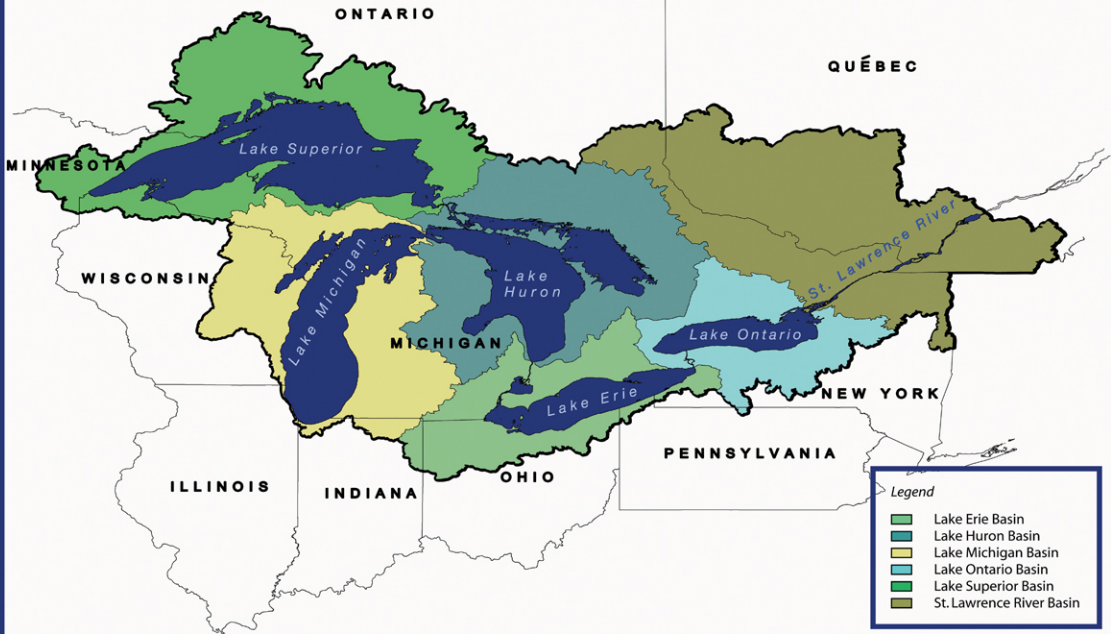 ONTARIO
QUÉBEC
Lake Superior
MINNESOTA
St. Lawrence River
WISCONSIN
Lake Michigan
Lake
Huron
MICHIGAN
Lake Ontario
NEW YORK
Lake Erie
PENNSYLVANIA
OHIO
ILLINOIS
INDIANA
Legend
Lake Erie Basin
Lake Huron Basin
Lake Michigan Basin
Lake Ontario Basin
Lake Superior Basin
St. Lawrence River Basin